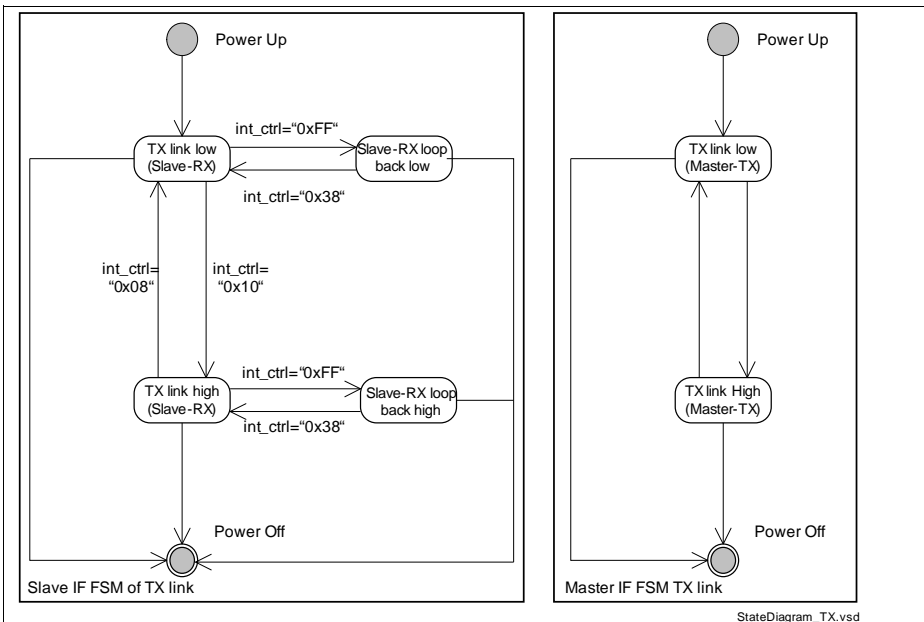 Power Up
int_ctrl="0xFF"
TX link low
(Slave-RX)
Slave-RX loop
back low
int_ctrl="0x38"
int_ctrl=
"0x08"
int_ctrl=
"0x10"
int_ctrl="0xFF"
TX link high
(Slave-RX)
Slave-RX loop
back high
int_ctrl="0x38"
Power Off
Slave IF FSM of TX link
Power Up
TX link low
(Master-TX)
TX link High
(Master-TX)
Power Off
Master IF FSM TX link
StateDiagram_TX.vsd